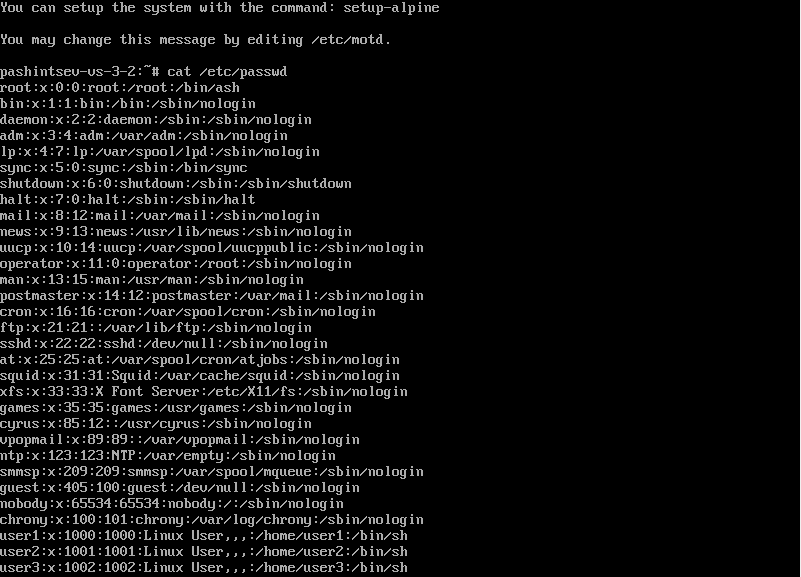 You can setup the system with the command: setup-alpine
You may change this message by editing /etc/motd.
pashintsev-vs-3-2:~# cat /etc/passwd
root:x:0:0:root:/root:/bin/ash
bin:x:1:1:bin:/bin:/sbin/nologin
daemon:x:2:2:daemon:/sbin:/sbin/nologin
adm:x:3:4:adm:/var/adm:/sbin/nologin
lp:x:4:7:lp:/var/spool/lpd:/sbin/nologin
sync:x:5:0:sync:/sbin:/bin/sync
shutdown:x:6:0:shutdown:/sbin:/sbin/shutdown
halt:x:7:0:halt:/sbin:/sbin/halt
mail:x:8:12:mail:/var/mail:/sbin/nologin
news:x:9:13:news:/usr/lib/news:/sbin/nologin
uucp:x:10:14:uucp:/var/spool/uucppublic:/sbin/nologin
operator:x:11:0:operator:/root:/sbin/nologin
man:x:13:15:man:/usr/man:/sbin/nologin
postmaster:x:14:12:postmaster:/var/mail:/sbin/nologin
cron:x:16:16:cron:/var/spool/cron:/sbin/nologin
ftp:x:21:21::/var/lib/ftp:/sbin/nologin
sshd:x:22:22:sshd:/dev/null:/sbin/nologin
at:x:25:25:at:/var/spool/cron/atjobs:/sbin/nologin
squid:x:31:31:Squid:/var/cache/squid:/sbin/nologin
xfs:x:33:33:X Font Server:/etc/X11/fs:/sbin/nologin
games:x:35:35:games:/usr/games:/sbin/nologin
cyrus:x:85:12::/usr/cyrus:/sbin/nologin
vpopmail:x:89:89::/var/vpopmail:/sbin/nologin
ntp:x:123:123:NTP:/var/empty:/sbin/nologin
smmsp:x:209:209:smmsp:/var/spool/mqueue:/sbin/nologin
guest:x:405:100:guest:/dev/null:/sbin/nologin
nobody:x:65534:65534:nobody:/:/sbin/nologin
chrony:x:100:101:chrony:/var/log/chrony:/sbin/nologin
user1:x:1000:1000:Linux User,,,:/home/user1:/bin/sh
user2:x:1001:1001:Linux User,,,:/home/user2:/bin/sh
user3:x:1002:1002:Linux User,,,:/home/user3:/bin/sh